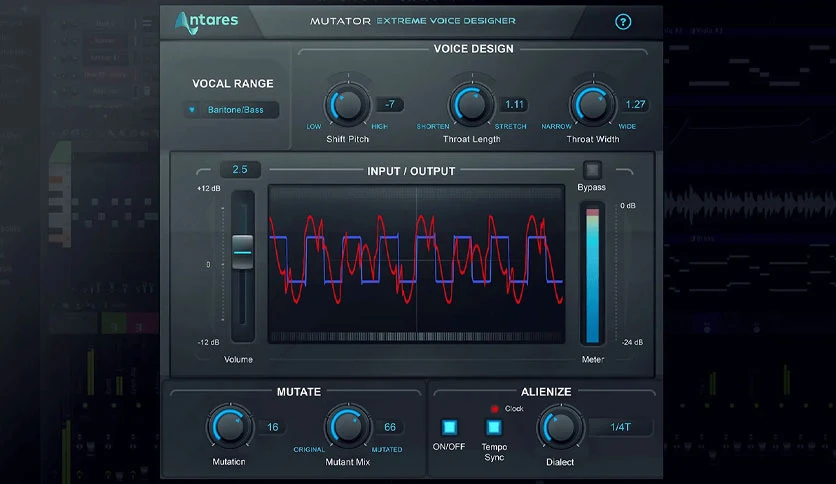 Antares
MUTATOR EXTREME VOICE DESIGNER
?
VOICE DESIGN
VOCAL RANGE
Baritone/Bass
-7
1.11
1.27
LOW HIGH
SHORTEN STRETCH
NARROW WIDE
Shift Pitch
Throat Length
Throat Width
2.5
INPUT / OUTPUT
Bypass
+12 dB
0
-12 dB
Volume
0 dB
-24 dB
Meter
MUTATE
16
66
ORIGINAL MUTATED
Mutation
Mutant Mix
ALIENIZE
Clock
ON/OFF
Tempo
Sync
1/4T
Dialect